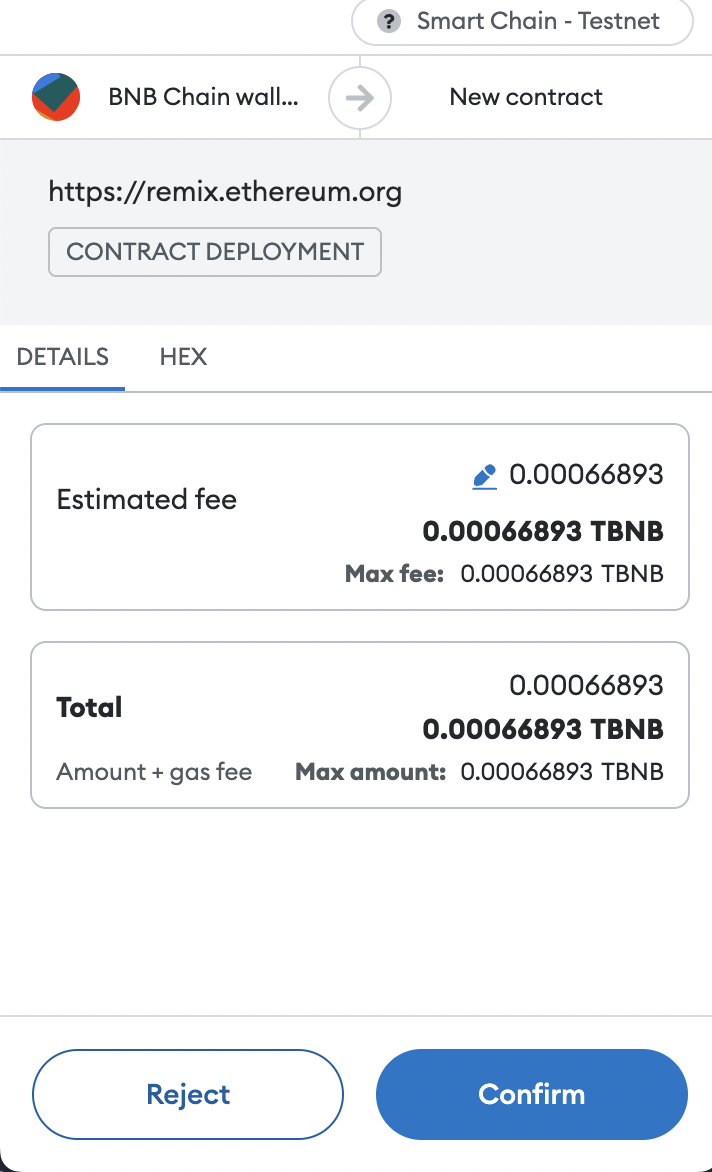 ? Smart Chain - Testnet
BNB Chain wall... New contract
https://remix.ethereum.org
CONTRACT DEPLOYMENT
DETAILS HEX
0.00066893
Estimated fee
0.00066893 TBNB
Max fee: 0.00066893 TBNB
0.00066893
Total
0.00066893 TBNB
Amount + gas fee Max amount: 0.00066893 TBNB
Reject Confirm